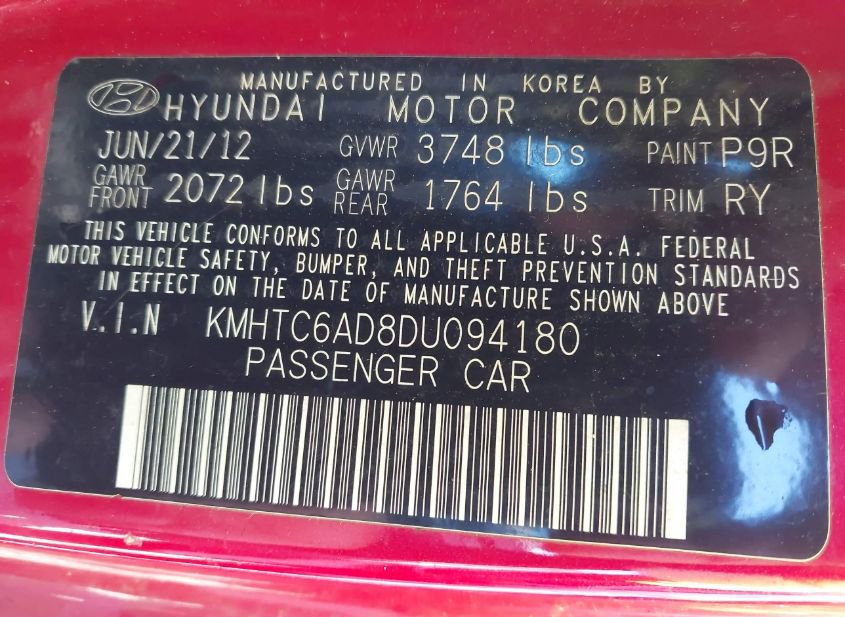 MANUFACTURED IN KOREA BY
HYUNDAI MOTOR COMPANY
JUN/21/12 GVWR 3748 lbs PAINT P9R
GAWR FRONT 2072 lbs GAWR REAR 1764 lbs TRIM RY
THIS VEHICLE CONFORMS TO ALL APPLICABLE U.S.A. FEDERAL
MOTOR VEHICLE SAFETY, BUMPER, AND THEFT PREVENTION STANDARDS
IN EFFECT ON THE DATE OF MANUFACTURE SHOWN ABOVE
V.I.N KMHTC6AD8DU094180
PASSENGER CAR